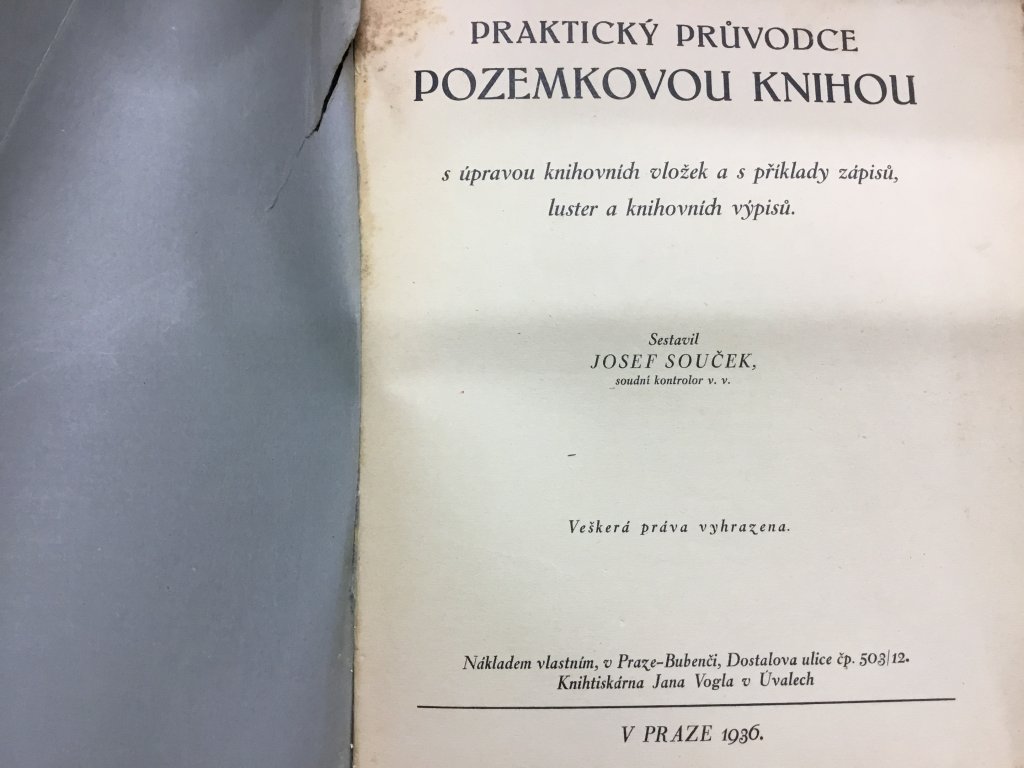 PRAKTICKÝ PRŮVODCE
POZEMKOVOU KNIHOU
s úpravou knihovních vložek a s příklady zápisů,
luster a knihovních výpisů.
Sestavil
JOSEF SOUČEK,
soudní kontrolor v. v.
Veškerá práva vyhrazena.
Nákladem vlastním, v Praze-Bubenči, Dostalova ulice čp. 503/12.
Knihtiskárna Jana Vogla v Úvalech
V PRAZE 1936.